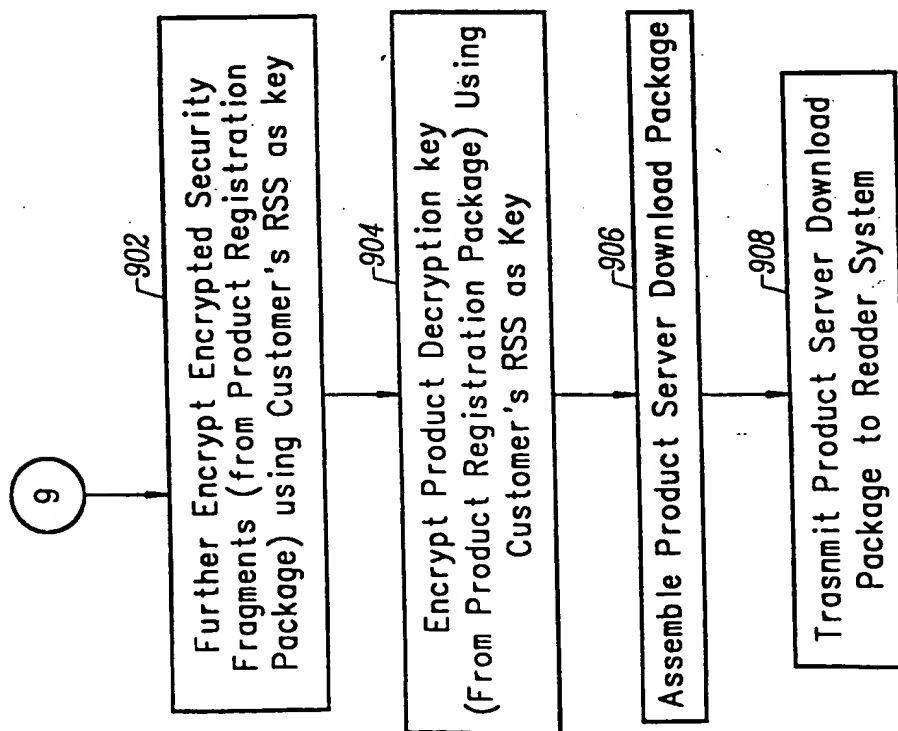 9
902
Further Encrypt Encrypted Security
Fragments (from Product Registration
Package) using Customer's RSS as key
904
Encrypt Product Decryption key
(From Product Registration Package) Using
Customer's RSS as Key
906
Assemble Product Server Download Package
908
Trasnmit Product Server Download
Package to Reader System